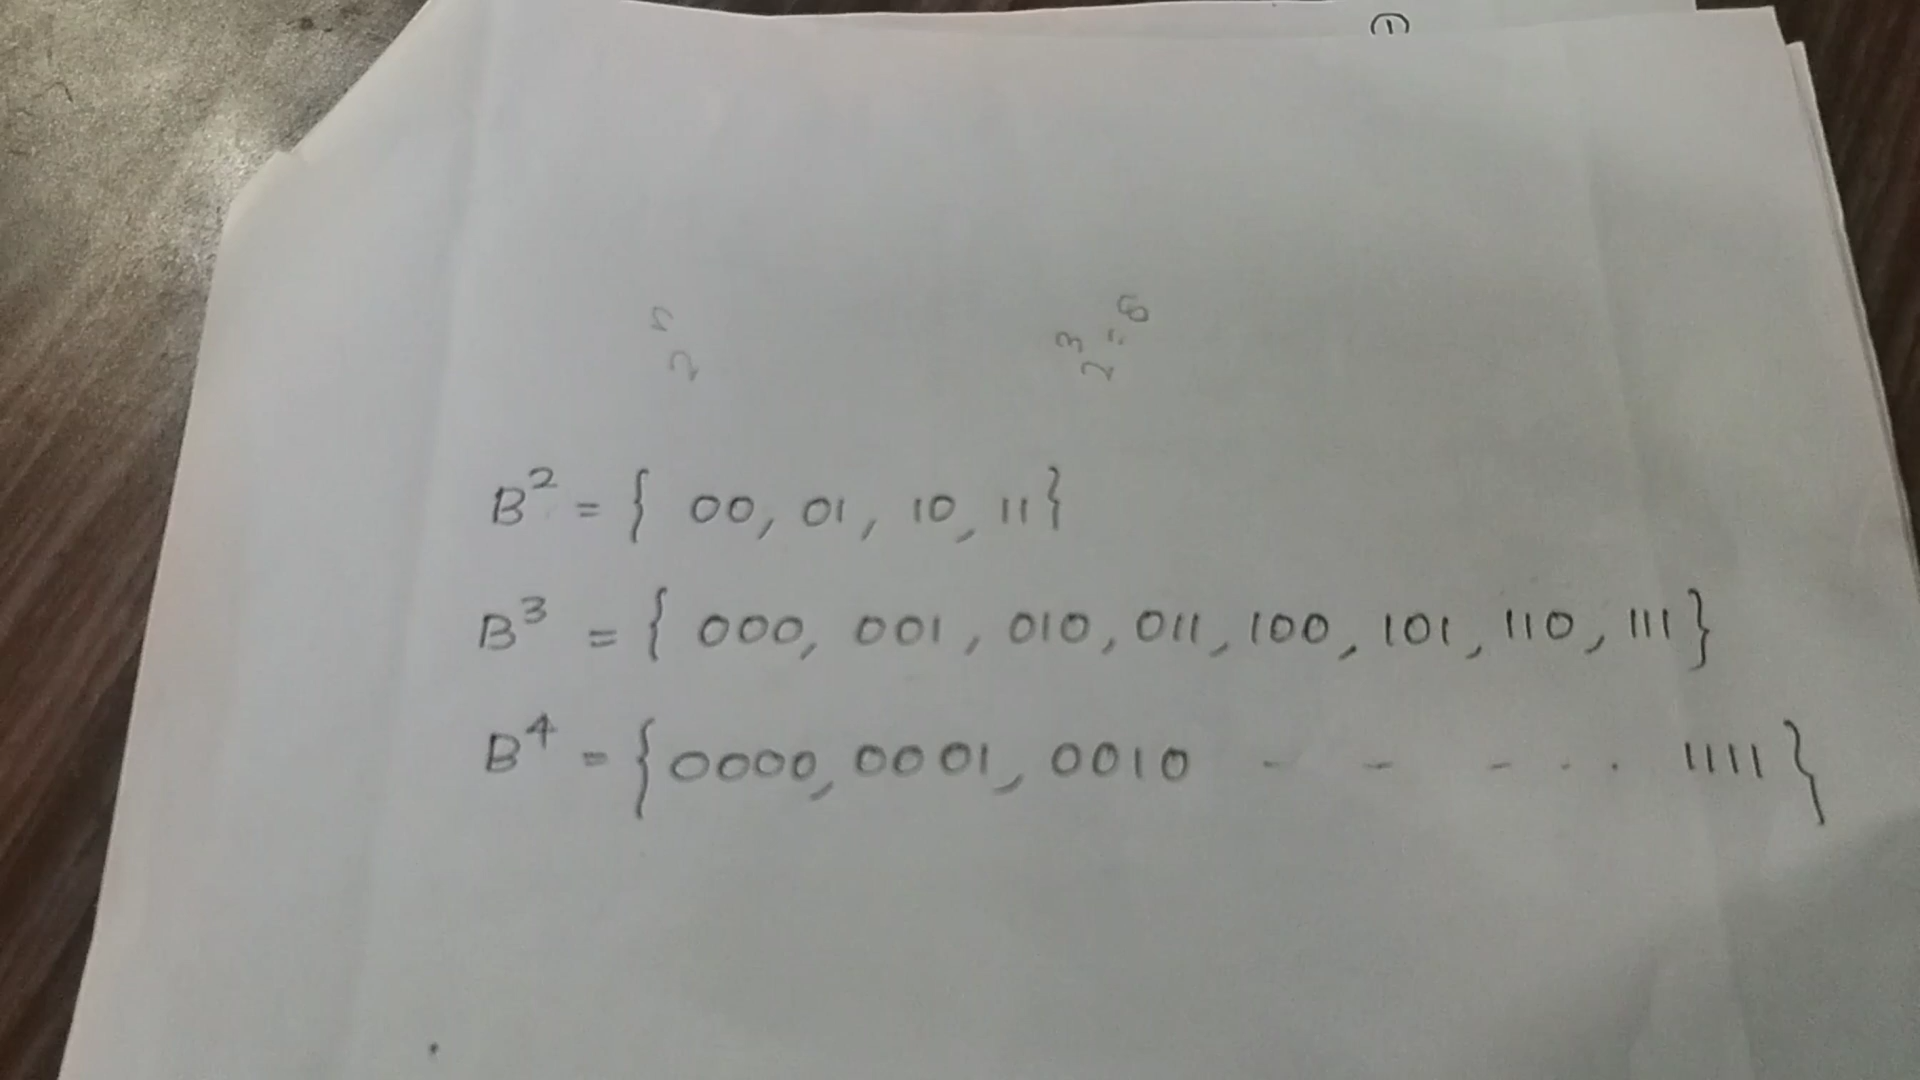 ①
2ⁿ 2³ = 8
B² = { 00, 01, 10, 11}
B³ = { 000, 001, 010, 011, 100, 101, 110, 111}
B⁴ = {0000, 0001, 0010 - - - . . . 1111}